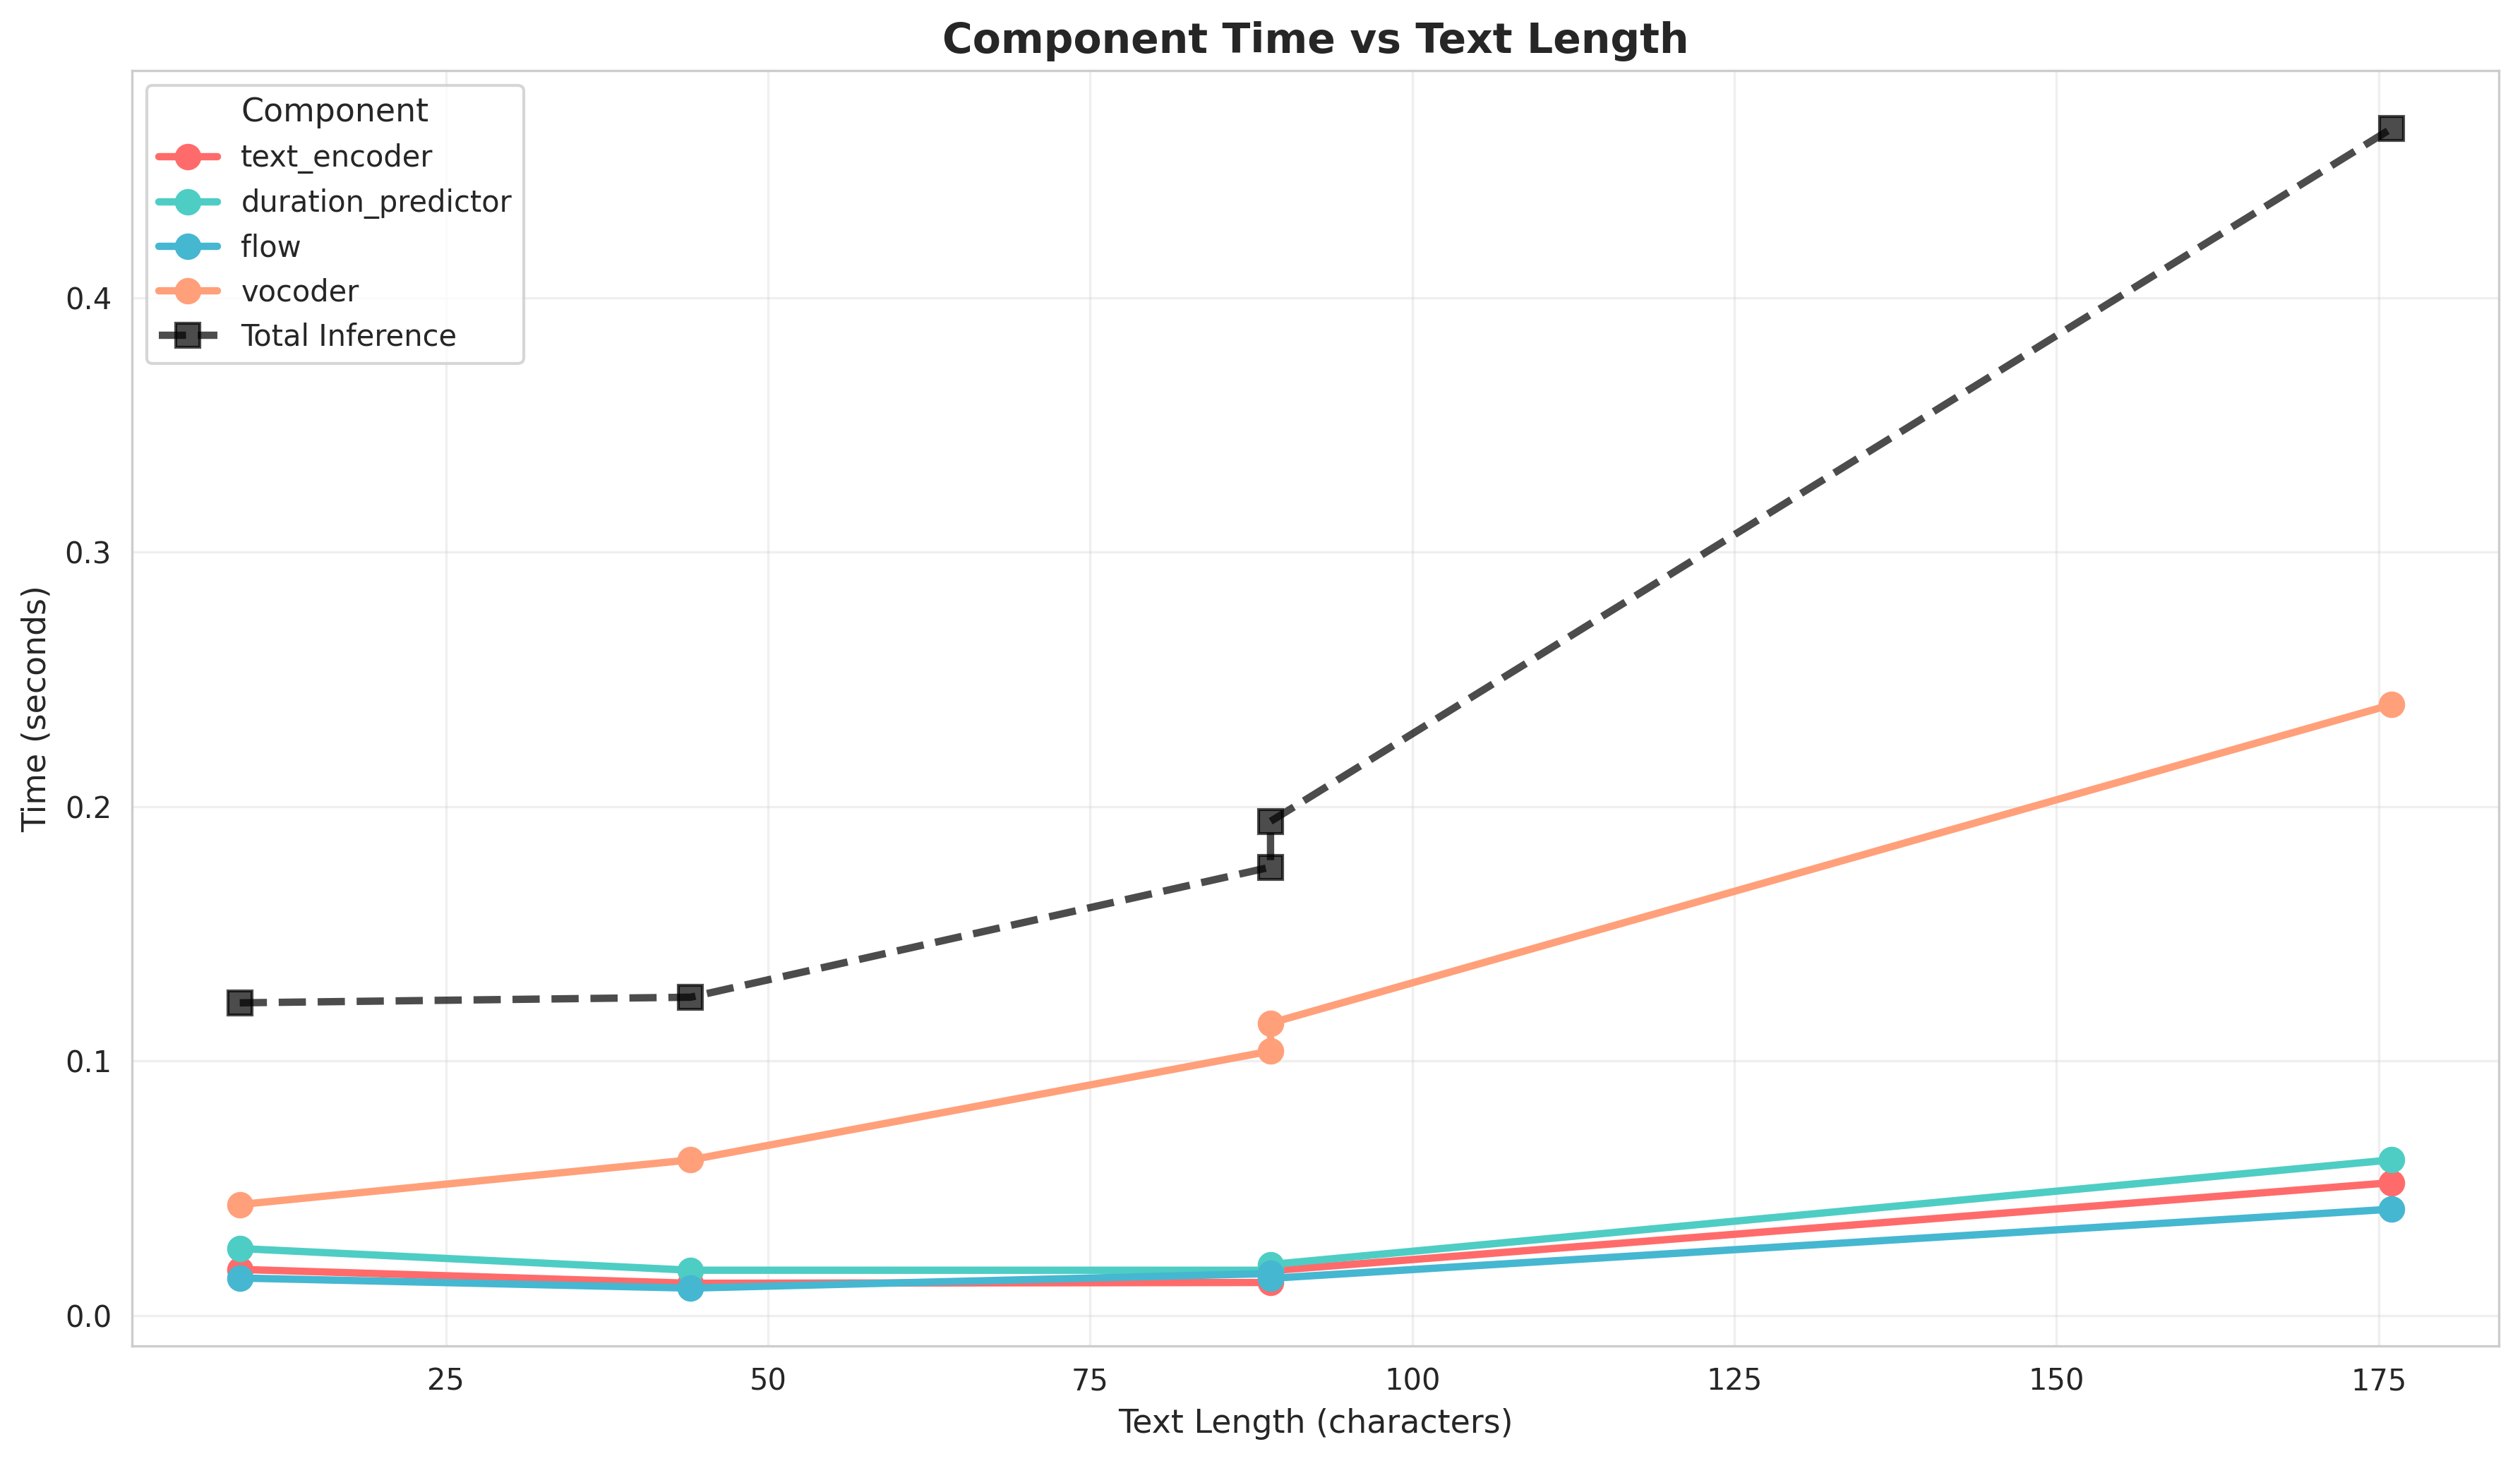 Component Time vs Text Length
Component
text_encoder
duration_predictor
flow
vocoder
Total Inference
Time (seconds)
0.4
0.3
0.2
0.1
0.0
25 50 75 100 125 150 175
Text Length (characters)